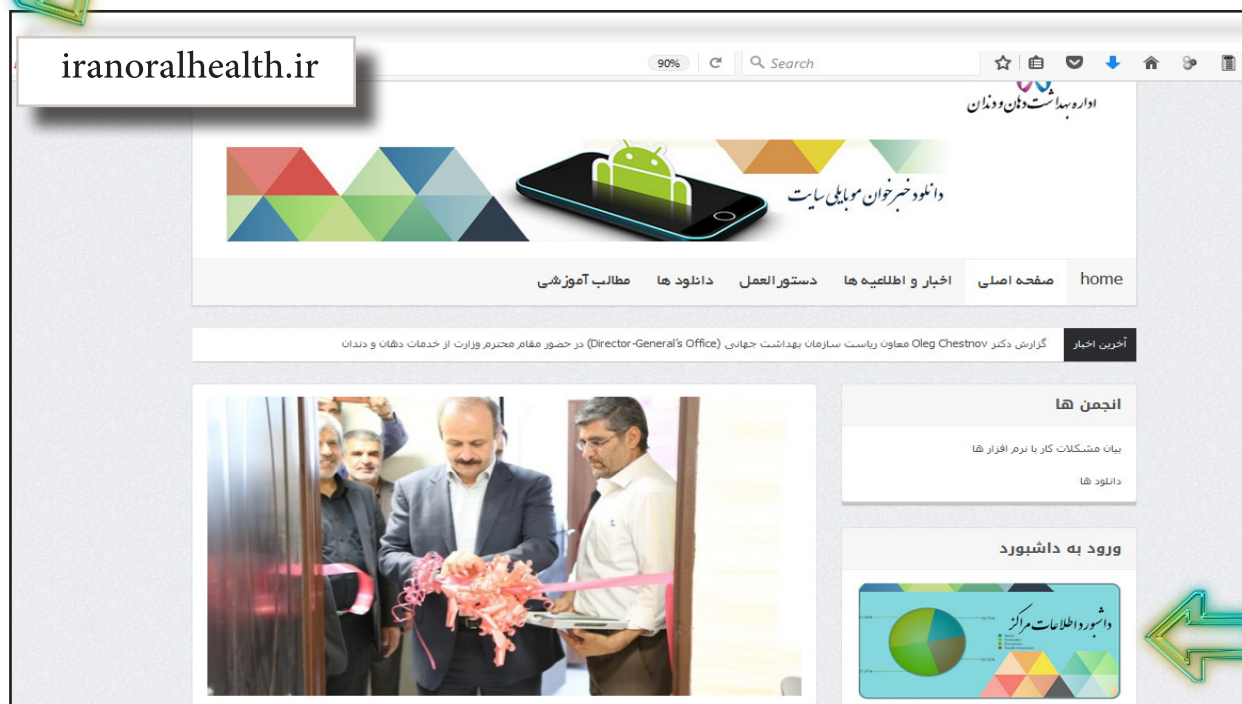 iranoralhealth.ir
90%
Search
اداره بهداشت دهان و دندان
دانلود خبرخوان موبایلی سایت
home صفحه اصلی اخبار و اطلاعیه ها دستورالعمل دانلود ها مطالب آموزشی
آخرین اخبار گزارش دکتر Oleg Chestnov معاون ریاست سازمان بهداشت جهانی (Director-General's Office) در حضور مقام محترم وزارت از خدمات دهان و دندان
انجمن ها
بیان مشکلات کار با نرم افزار ها
دانلود ها
ورود به داشبورد
داشبورد اطلاعات مراکز